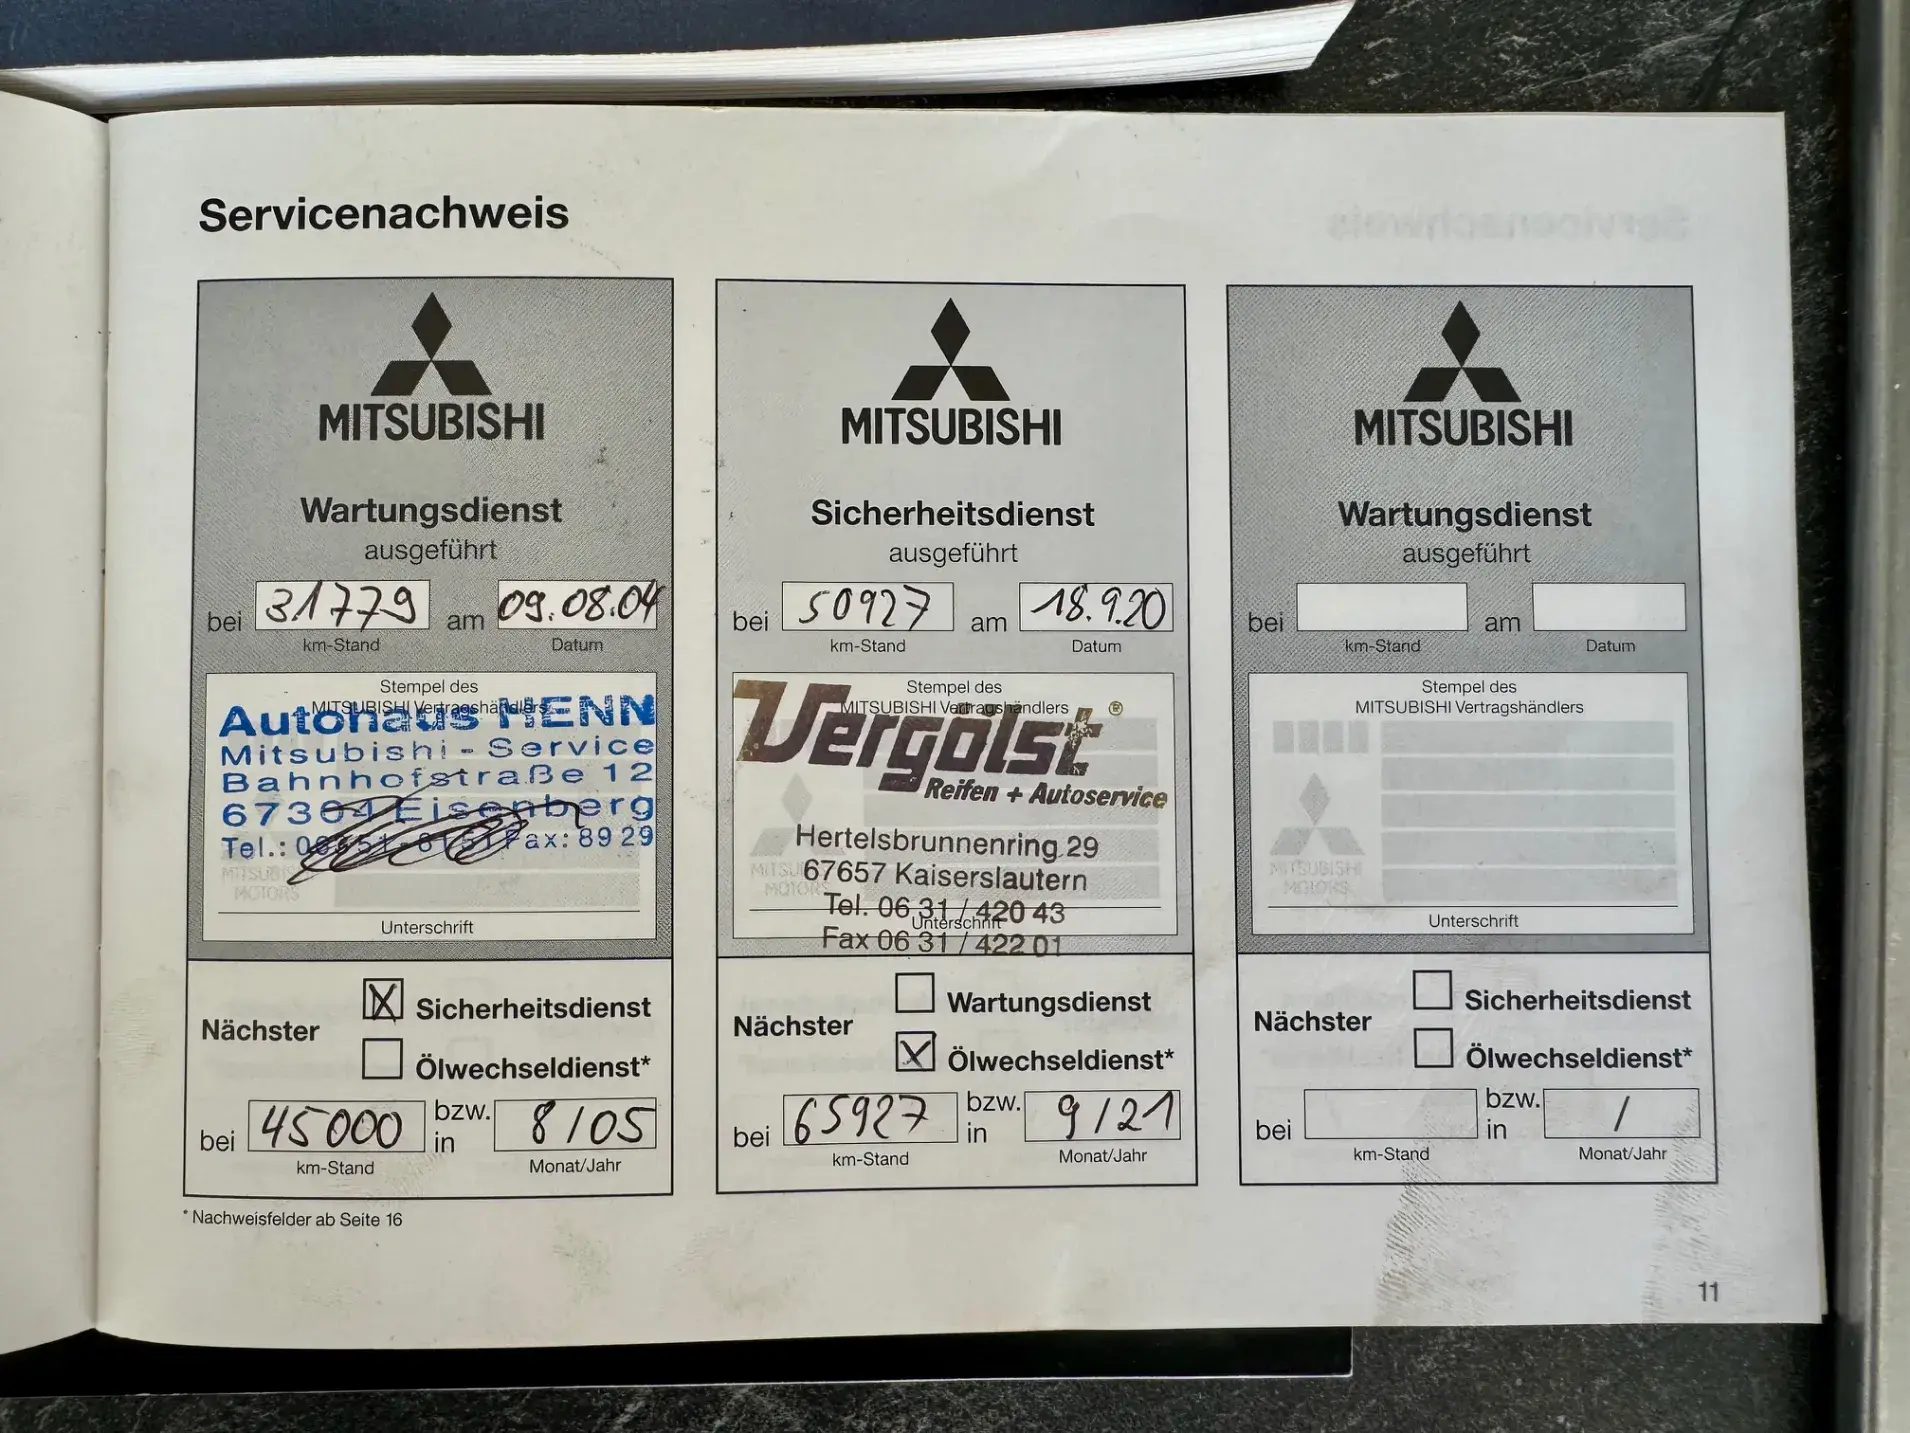 Servicenachweis
MITSUBISHI
Wartungsdienst
ausgeführt
bei 31779 am 09.08.04
km-Stand Datum
Stempel des
MITSUBISHI Vertragshändlers
Autohaus HENN
Mitsubishi - Service
Bahnhofstraße 12
67304 Eisenberg
Tel.: Fax: 89 29
MITSUBISHI
MOTORS
Unterschrift
Nächster
X Sicherheitsdienst
Ölwechseldienst*
bei 45000 bzw. in 8/05
km-Stand Monat/Jahr
* Nachweisfelder ab Seite 16
MITSUBISHI
Sicherheitsdienst
ausgeführt
bei 50927 am 18.9.20
km-Stand Datum
Stempel des
MITSUBISHI Vertragshändlers
Vergölst ®
Reifen + Autoservice
Hertelsbrunnenring 29
67657 Kaiserslautern
Tel. 06 31 / 420 43
Unterschrift
Fax 06 31 / 422 01
Nächster
Wartungsdienst
X Ölwechseldienst*
bei 65927 bzw. in 9/21
km-Stand Monat/Jahr
MITSUBISHI
Wartungsdienst
ausgeführt
bei am
km-Stand Datum
Stempel des
MITSUBISHI Vertragshändlers
MITSUBISHI
MOTORS
Unterschrift
Nächster
Sicherheitsdienst
Ölwechseldienst*
bei bzw. in /
km-Stand Monat/Jahr
11